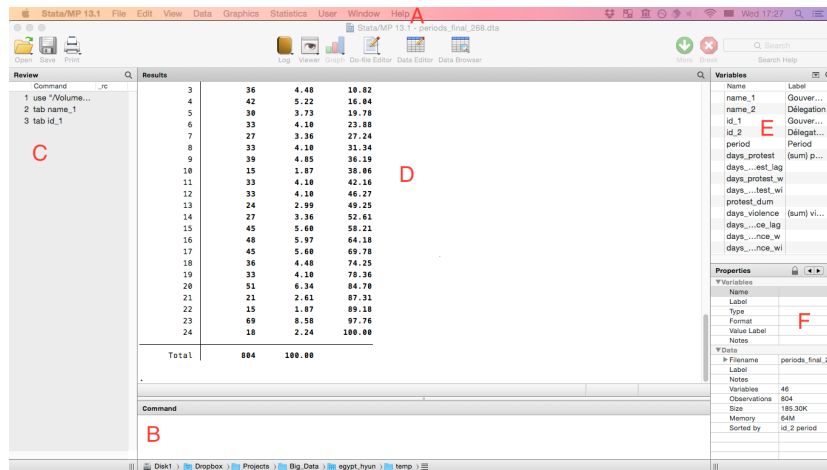 Stata/MP 13.1 File Edit View Data Graphics Statistics User Window Help Wed 17:27
A
Stata/MP 13.1 - periods_final_268.dta
Open Save Print Log Viewer Graph Do-file Editor Data Editor Data Browser More Break Search Help
Search
Review
Command _rc
1 use "/Volume...
2 tab name_1
3 tab id_1
C
Results
3 36 4.48 10.82
4 42 5.22 16.04
5 30 3.73 19.78
6 33 4.10 23.88
7 27 3.36 27.24
8 33 4.10 31.34
9 39 4.85 36.19
10 15 1.87 38.06
11 33 4.10 42.16
12 33 4.10 46.27
13 24 2.99 49.25
14 27 3.36 52.61
15 45 5.60 58.21
16 48 5.97 64.18
17 45 5.60 69.78
18 36 4.48 74.25
19 33 4.10 78.36
20 51 6.34 84.70
21 21 2.61 87.31
22 15 1.87 89.18
23 69 8.58 97.76
24 18 2.24 100.00
Total 804 100.00
.
D
Command
B
Disk1 Dropbox Projects Big_Data egypt_hyun temp
Variables
Name Label
name_1 Gouver...
name_2 Délegation
id_1 Gouver...
id_2 Délegat...
period Period
days_protest (sum) p...
days_...est_lag
days_protest_w
days_...test_wi
protest_dum
days_violence (sum) vi...
days_...ce_lag
days_...nce_w
days_...nce_wi
E
Properties
Variables
Name
Label
Type
Format
Value Label
Notes
F
Data
Filename periods_final_2
Label
Notes
Variables 46
Observations 804
Size 185.30K
Memory 64M
Sorted by id_2 period